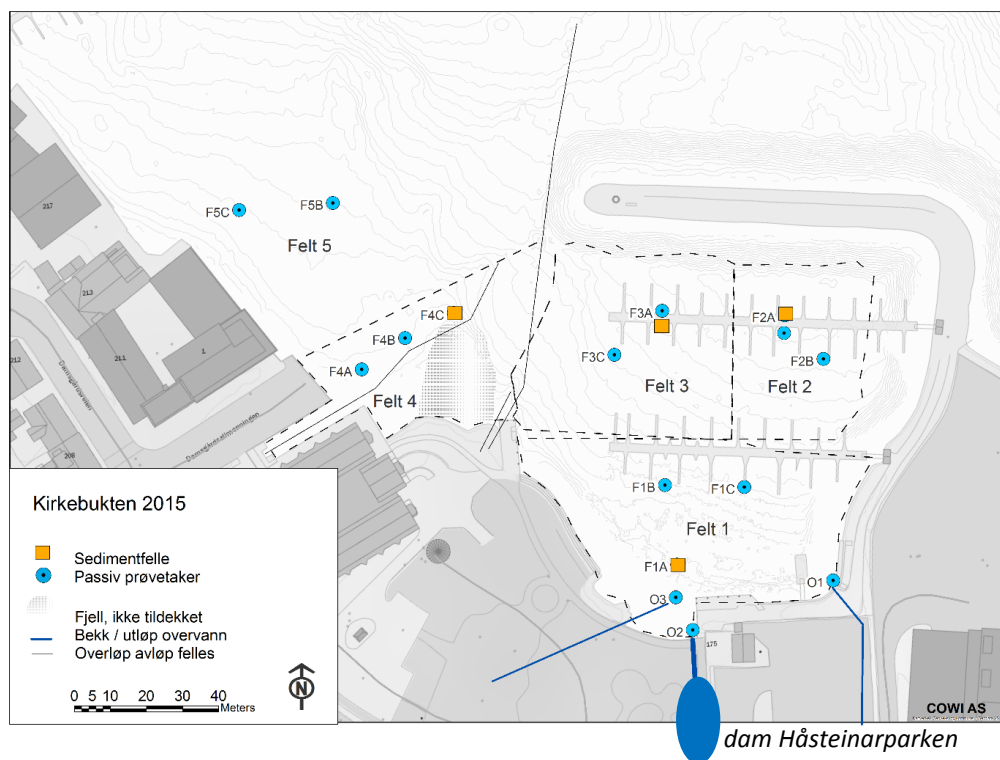 217
F5C
F5B
Felt 5
213
F4C
F3A
F2A
212
211
1
F4B
F3C
F2B
F4A
Felt 3
Felt 2
Felt 4
208
F1B
F1C
Kirkebukten 2015
Felt 1
Sedimentfelle
F1A
Passiv prøvetaker
O1
O3
Fjell, ikke tildekket
Bekk / utløp overvann
O2
Overløp avløp felles
175
N
0 5 10 20 30 40
Meters
COWI AS
dam Håsteinarparken